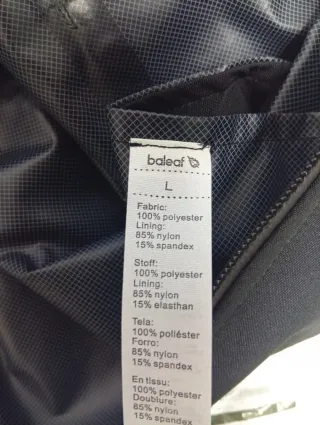 baleaf
L
Fabric:
100% polyester
Lining:
85% nylon
15% spandex
Stoff:
100% polyester
Lining:
85% nylon
15% elasthan
Tela:
100% poliéster
Forro:
85% nylon
15% spandex
En tissu:
100% polyester
Doublure:
85% nylon
15% spandex